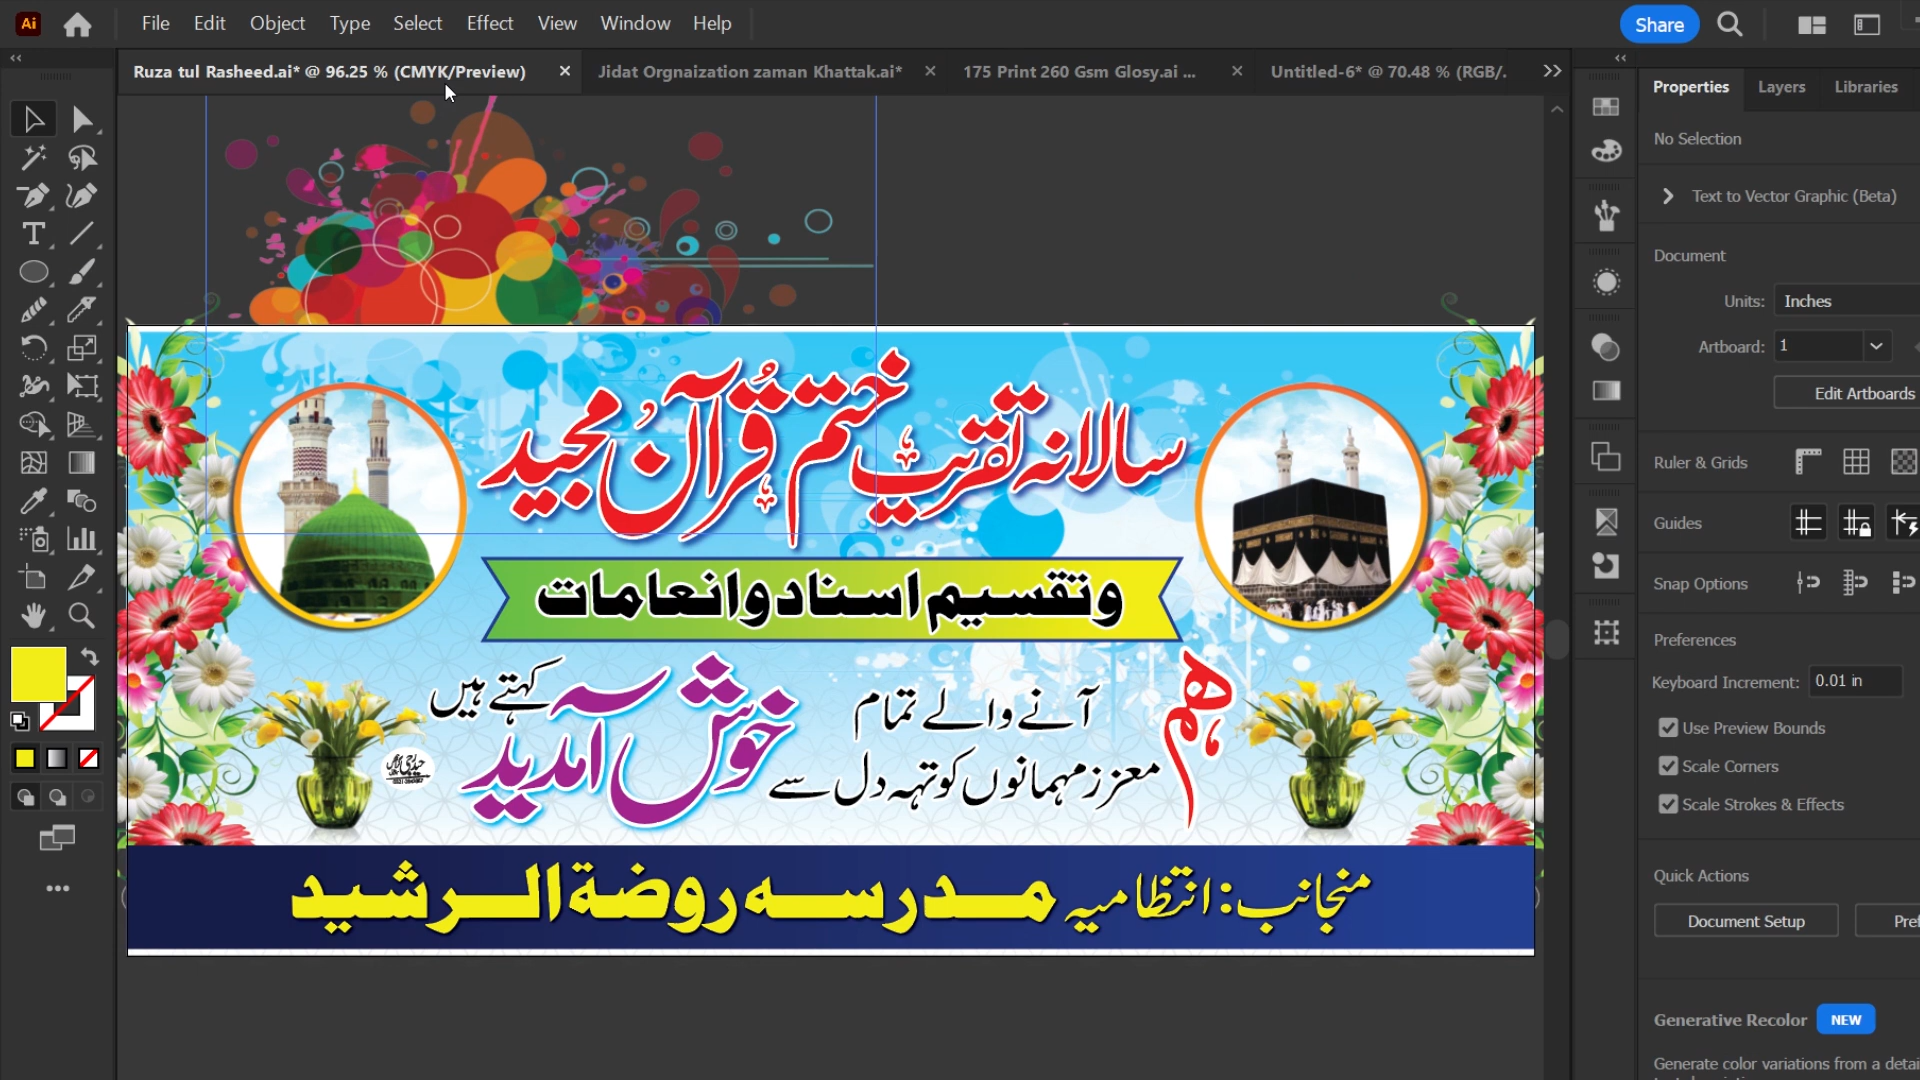 Ai
File Edit Object Type Select Effect View Window Help
Share
Ruza tul Rasheed.ai* @ 96.25 % (CMYK/Preview)
Jidat Orgnaization zaman Khattak.ai*
175 Print 260 Gsm Glosy.ai ...
Untitled-6* @ 70.48 % (RGB/.
Properties Layers Libraries
No Selection
Text to Vector Graphic (Beta)
Document
Units: Inches
Artboard: 1
Edit Artboards
Ruler & Grids
Guides
Snap Options
Preferences
Keyboard Increment: 0.01 in
Use Preview Bounds
Scale Corners
Scale Strokes & Effects
Quick Actions
Document Setup
Pref
Generative Recolor NEW
Generate color variations from a detai
سالانہ تقریب ختم قرآن مجید
وتقسیم اسناد وانعامات
ہم
آنے والے تمام
معزز مہمانوں کو تہہ دل سے
خوش آمدید
کہتے ہیں
منجانب: انتظامیہ مدرسہ روضۃ الرشید